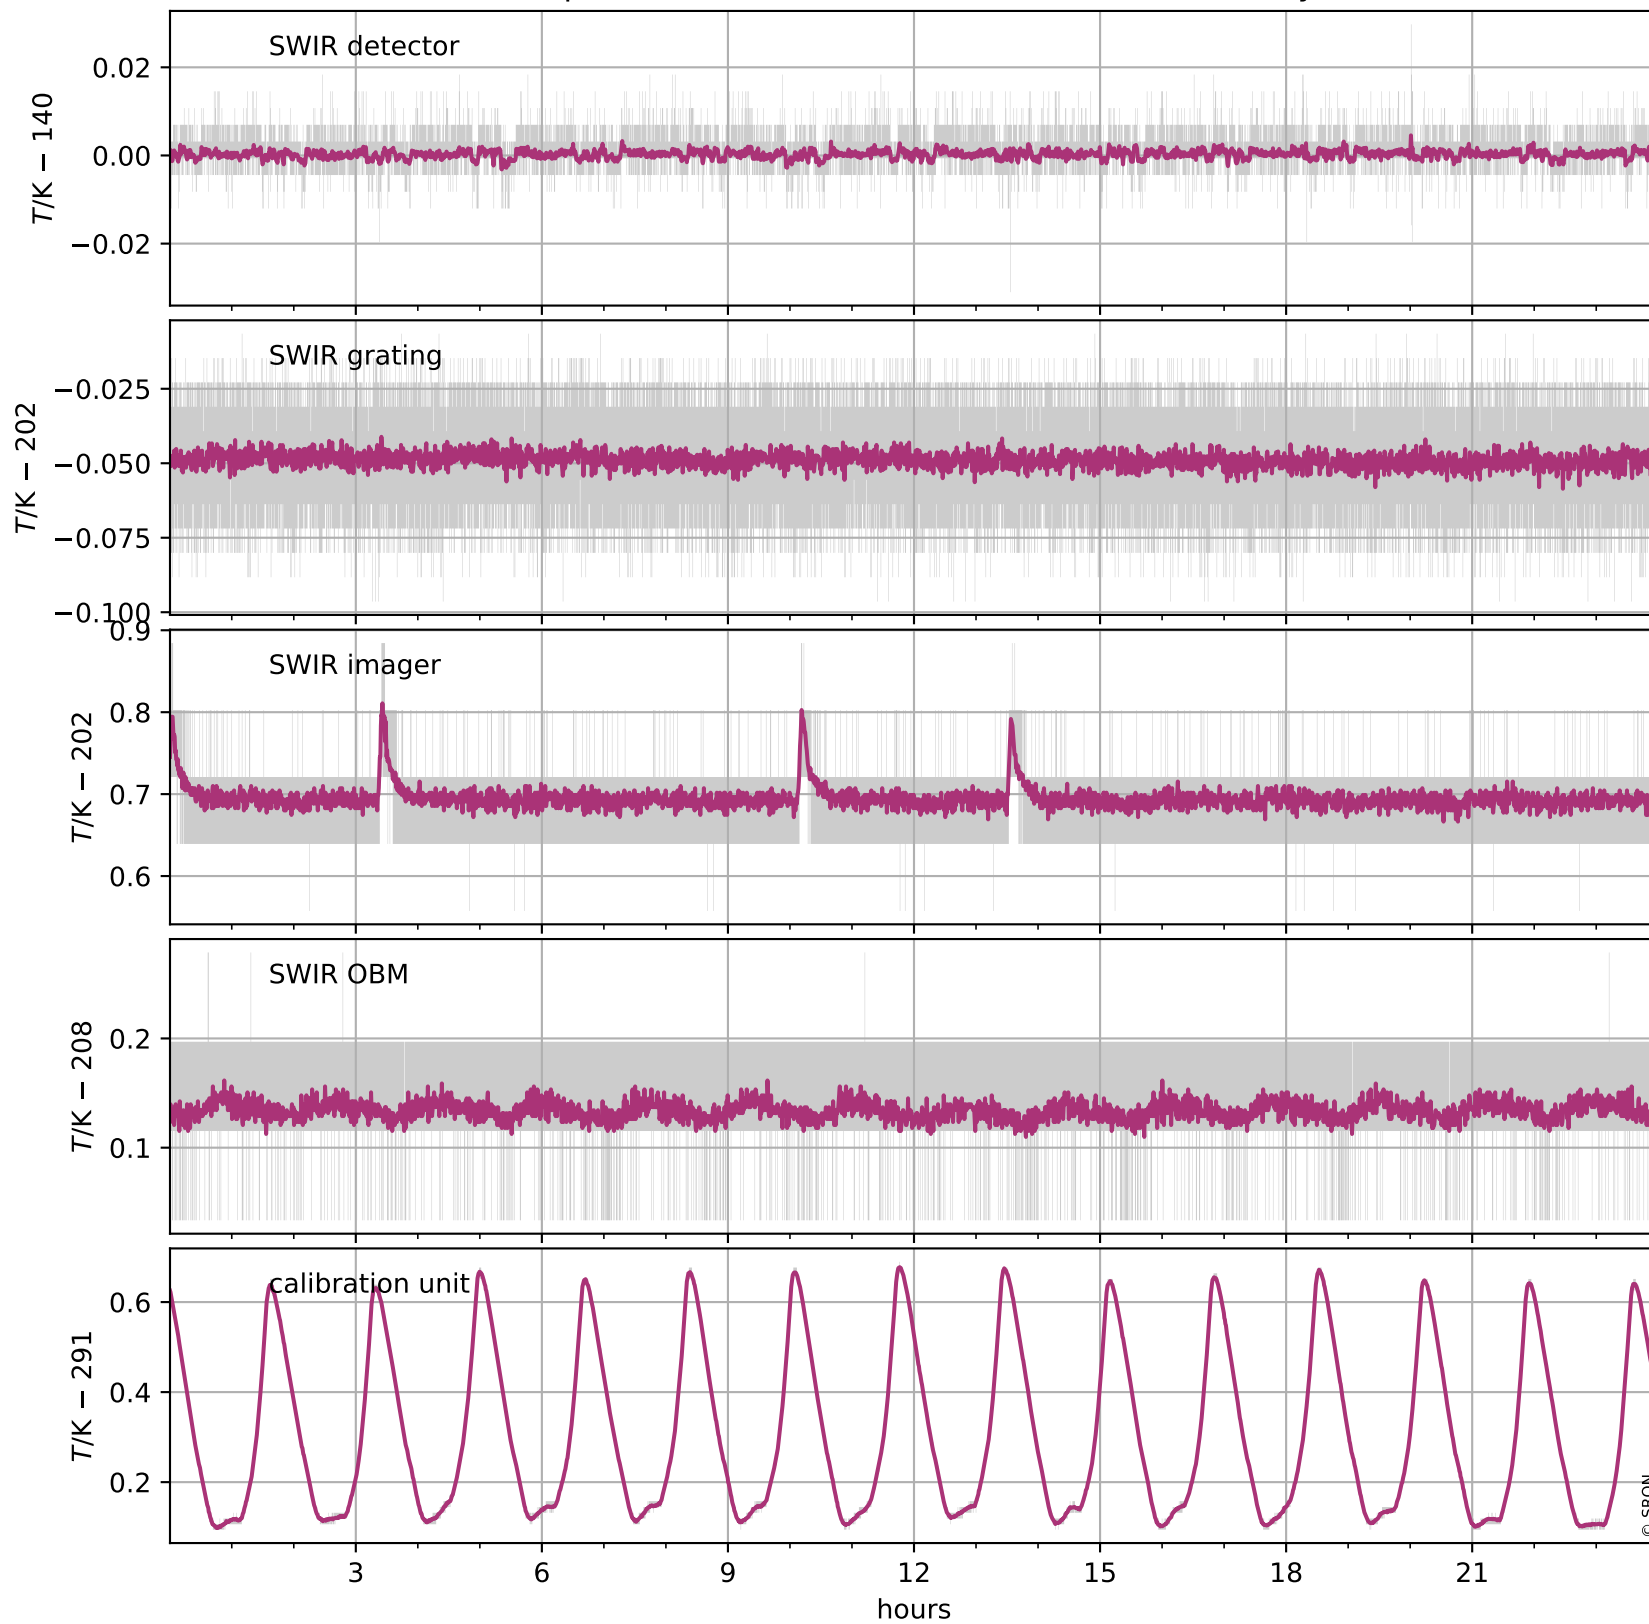 SWIR detector
0.02
0.00
−0.02
T/K − 140
SWIR grating
−0.025
−0.050
−0.075
−0.100
T/K − 202
SWIR imager
0.9
0.8
0.7
0.6
T/K − 202
SWIR OBM
0.2
0.1
T/K − 208
calibration unit
0.6
0.4
0.2
T/K − 291
3 6 9 12 15 18 21
hours
© SRON